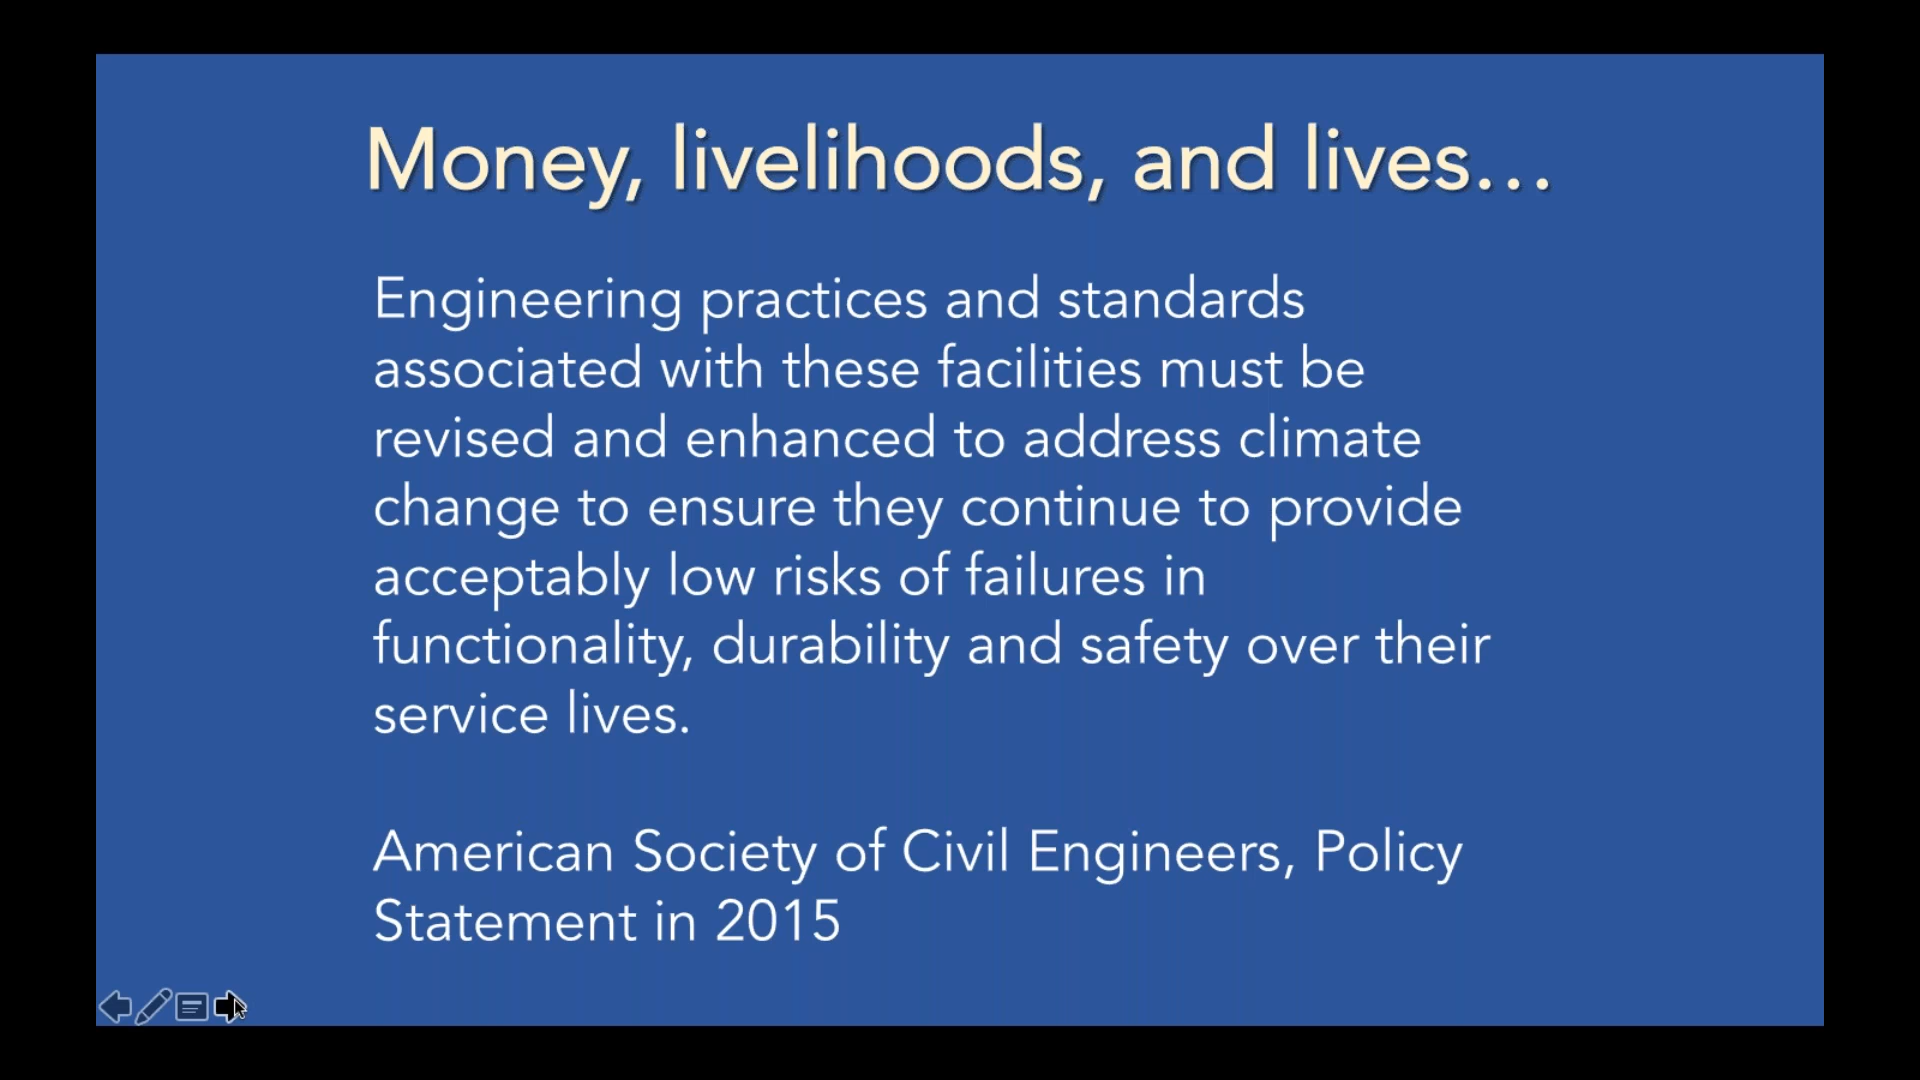 Money, livelihoods, and lives…
Engineering practices and standards
associated with these facilities must be
revised and enhanced to address climate
change to ensure they continue to provide
acceptably low risks of failures in
functionality, durability and safety over their
service lives.
American Society of Civil Engineers, Policy
Statement in 2015